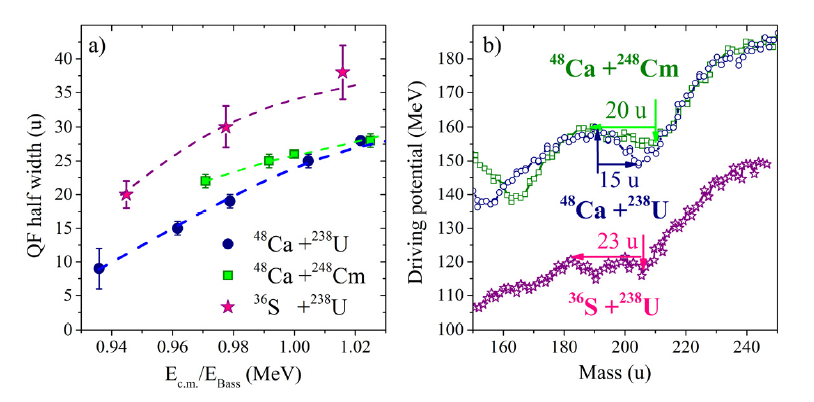 a)
QF half width (u)
40
35
30
25
20
15
10
5
0
⁴⁸Ca+²³⁸U
⁴⁸Ca+²⁴⁸Cm
³⁶S +²³⁸U
0.94 0.96 0.98 1.00 1.02
E_c.m./E_Bass (MeV)
b)
Driving potential (MeV)
180
170
160
150
140
130
120
110
100
⁴⁸Ca +²⁴⁸Cm
20 u
15 u
⁴⁸Ca +²³⁸U
23 u
³⁶S +²³⁸U
160 180 200 220 240
Mass (u)